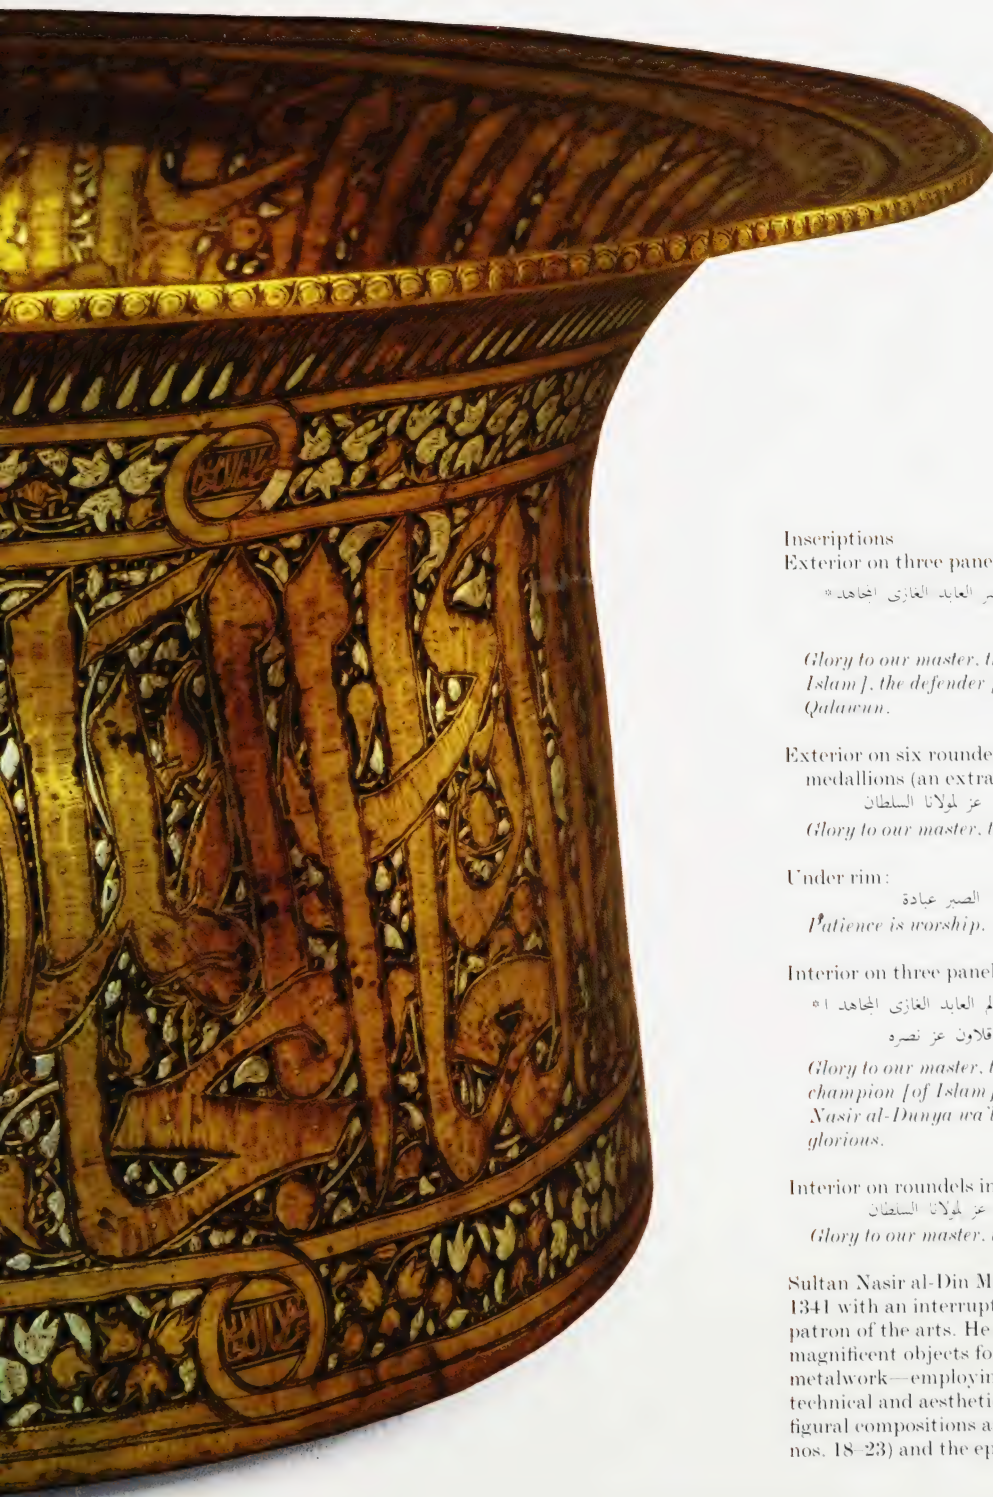 Inscriptions
Exterior on three pane
العابد الغازى المجاهد *
Glory to our master, t
Islam], the defender [
Qalawun.
Exterior on six rounde
medallions (an extra
عز لمولانا السلطان
Glory to our master, t
Under rim:
الصبر عبادة
Patience is worship.
Interior on three panel
العابد الغازى المجاهد ا *
قلاون عز نصره
Glory to our master, t
champion [of Islam]
Nasir al-Dunya wa'l
glorious.
Interior on roundels in
عز لمولانا السلطان
Glory to our master, t
Sultan Nasir al-Din M
1341 with an interrupt
patron of the arts. He
magnificent objects fo
metalwork—employin
technical and aestheti
figural compositions a
nos. 18–23) and the ep